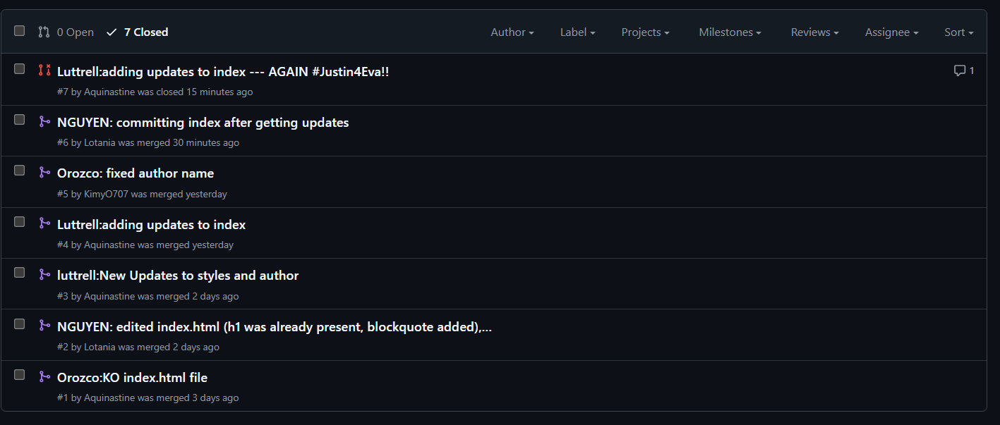 0 Open 7 Closed Author Label Projects Milestones Reviews Assignee Sort
Luttrell:adding updates to index --- AGAIN #Justin4Eva!! 1
#7 by Aquinastine was closed 15 minutes ago
NGUYEN: committing index after getting updates
#6 by Lotania was merged 30 minutes ago
Orozco: fixed author name
#5 by KimyO707 was merged yesterday
Luttrell:adding updates to index
#4 by Aquinastine was merged yesterday
luttrell:New Updates to styles and author
#3 by Aquinastine was merged 2 days ago
NGUYEN: edited index.html (h1 was already present, blockquote added),...
#2 by Lotania was merged 2 days ago
Orozco:KO index.html file
#1 by Aquinastine was merged 3 days ago